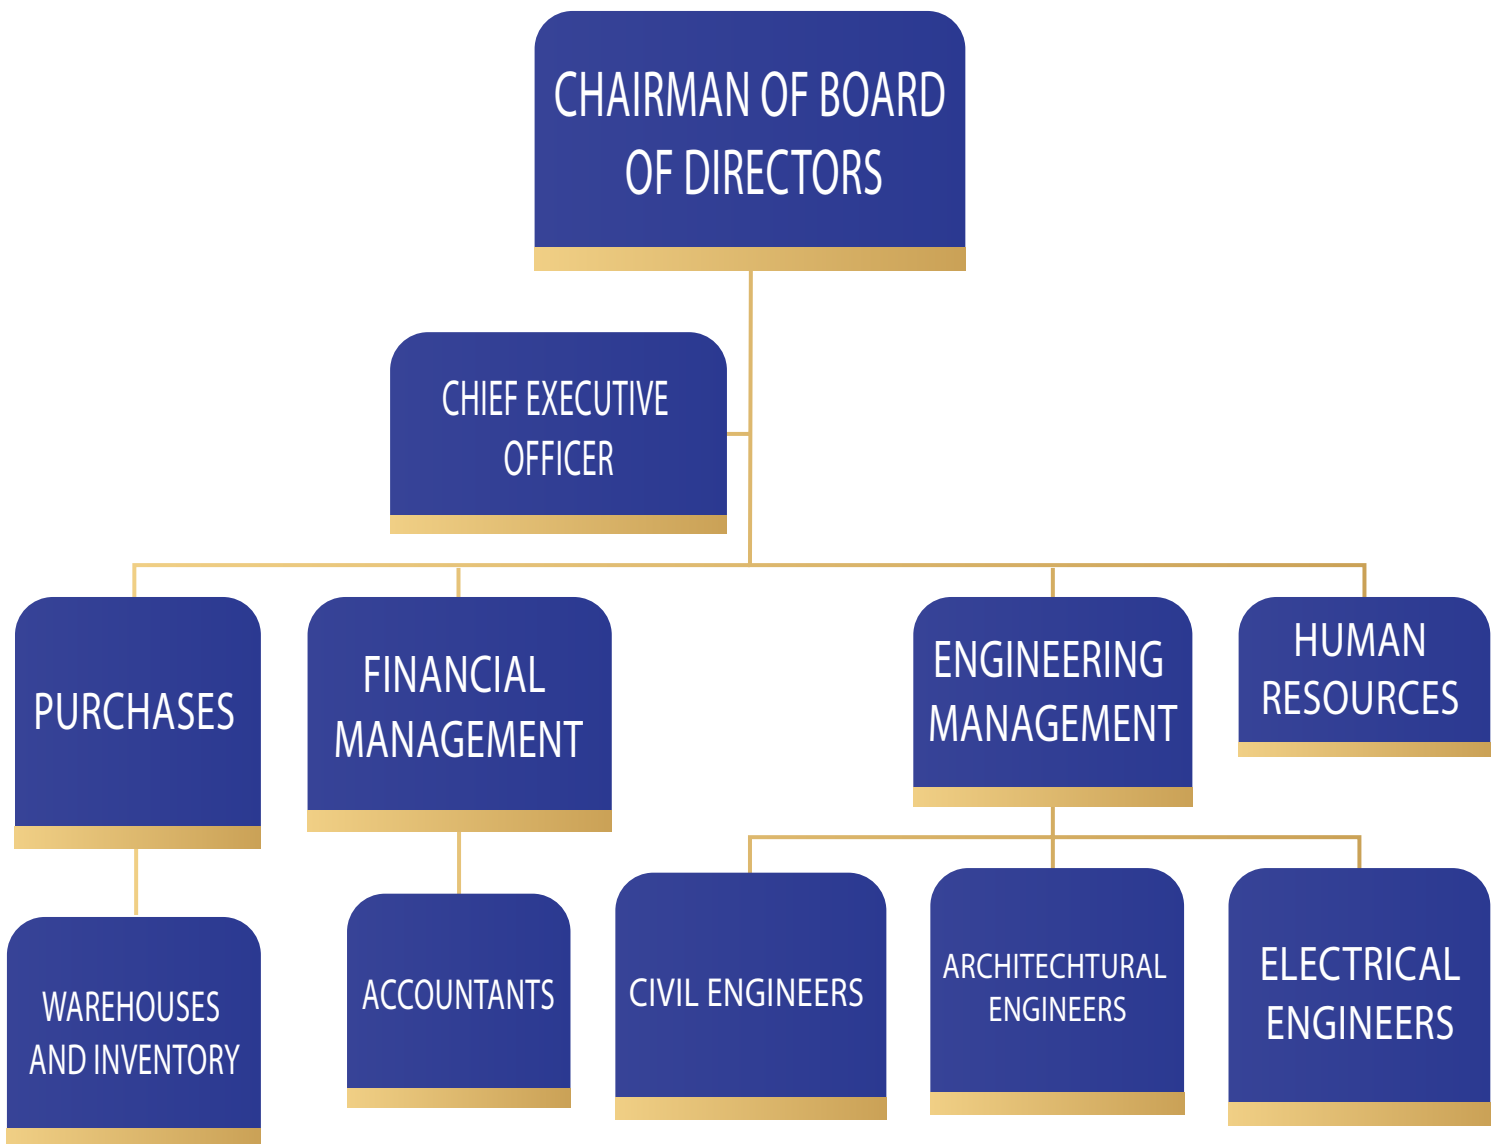 CHAIRMAN OF BOARD
OF DIRECTORS
CHIEF EXECUTIVE
OFFICER
PURCHASES
FINANCIAL
MANAGEMENT
ENGINEERING
MANAGEMENT
HUMAN
RESOURCES
WAREHOUSES
AND INVENTORY
ACCOUNTANTS
CIVIL ENGINEERS
ARCHITECHTURAL
ENGINEERS
ELECTRICAL
ENGINEERS